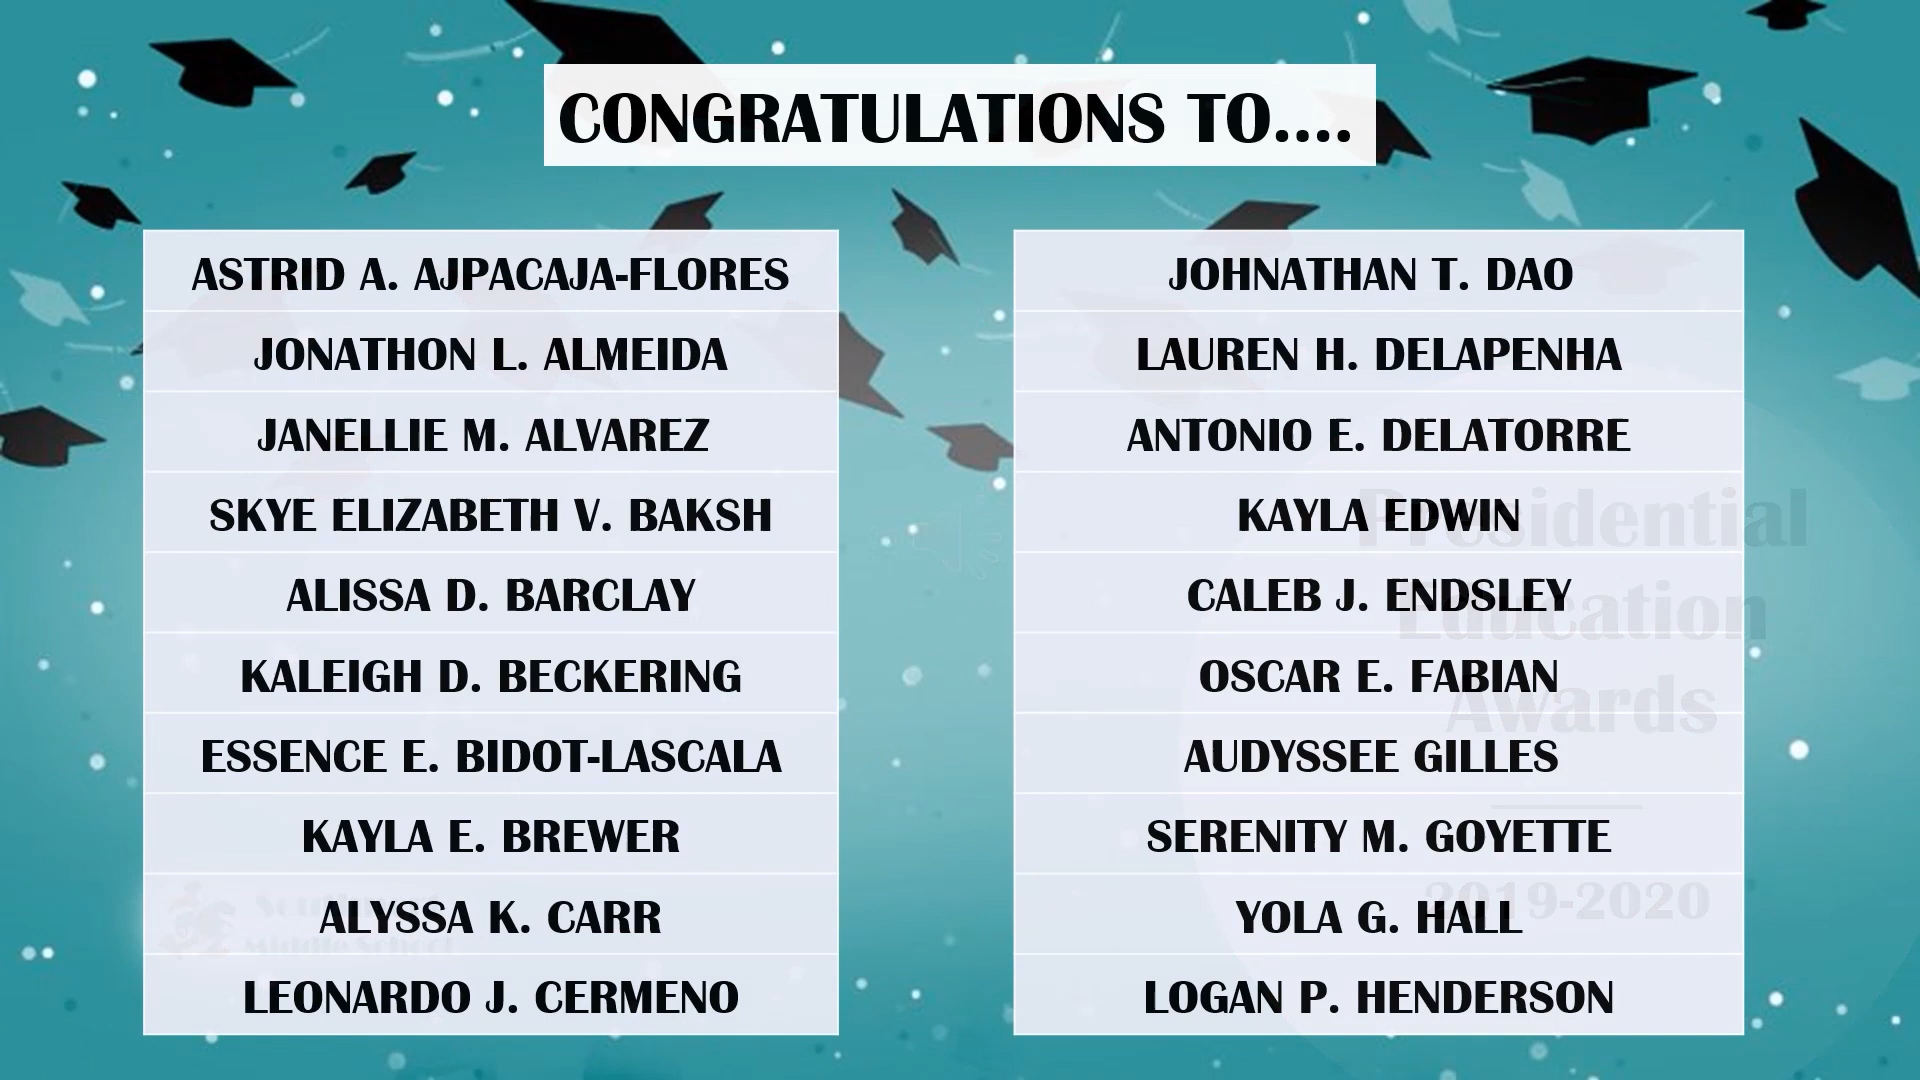 CONGRATULATIONS TO....
ASTRID A. AJPACAJA-FLORES
JONATHON L. ALMEIDA
JANELLIE M. ALVAREZ
SKYE ELIZABETH V. BAKSH
ALISSA D. BARCLAY
KALEIGH D. BECKERING
ESSENCE E. BIDOT-LASCALA
KAYLA E. BREWER
ALYSSA K. CARR
LEONARDO J. CERMENO
JOHNATHAN T. DAO
LAUREN H. DELAPENHA
ANTONIO E. DELATORRE
KAYLA EDWIN
CALEB J. ENDSLEY
OSCAR E. FABIAN
AUDYSSEE GILLES
SERENITY M. GOYETTE
YOLA G. HALL
LOGAN P. HENDERSON
Presidential
Education
Awards
2019-2020
Middle School